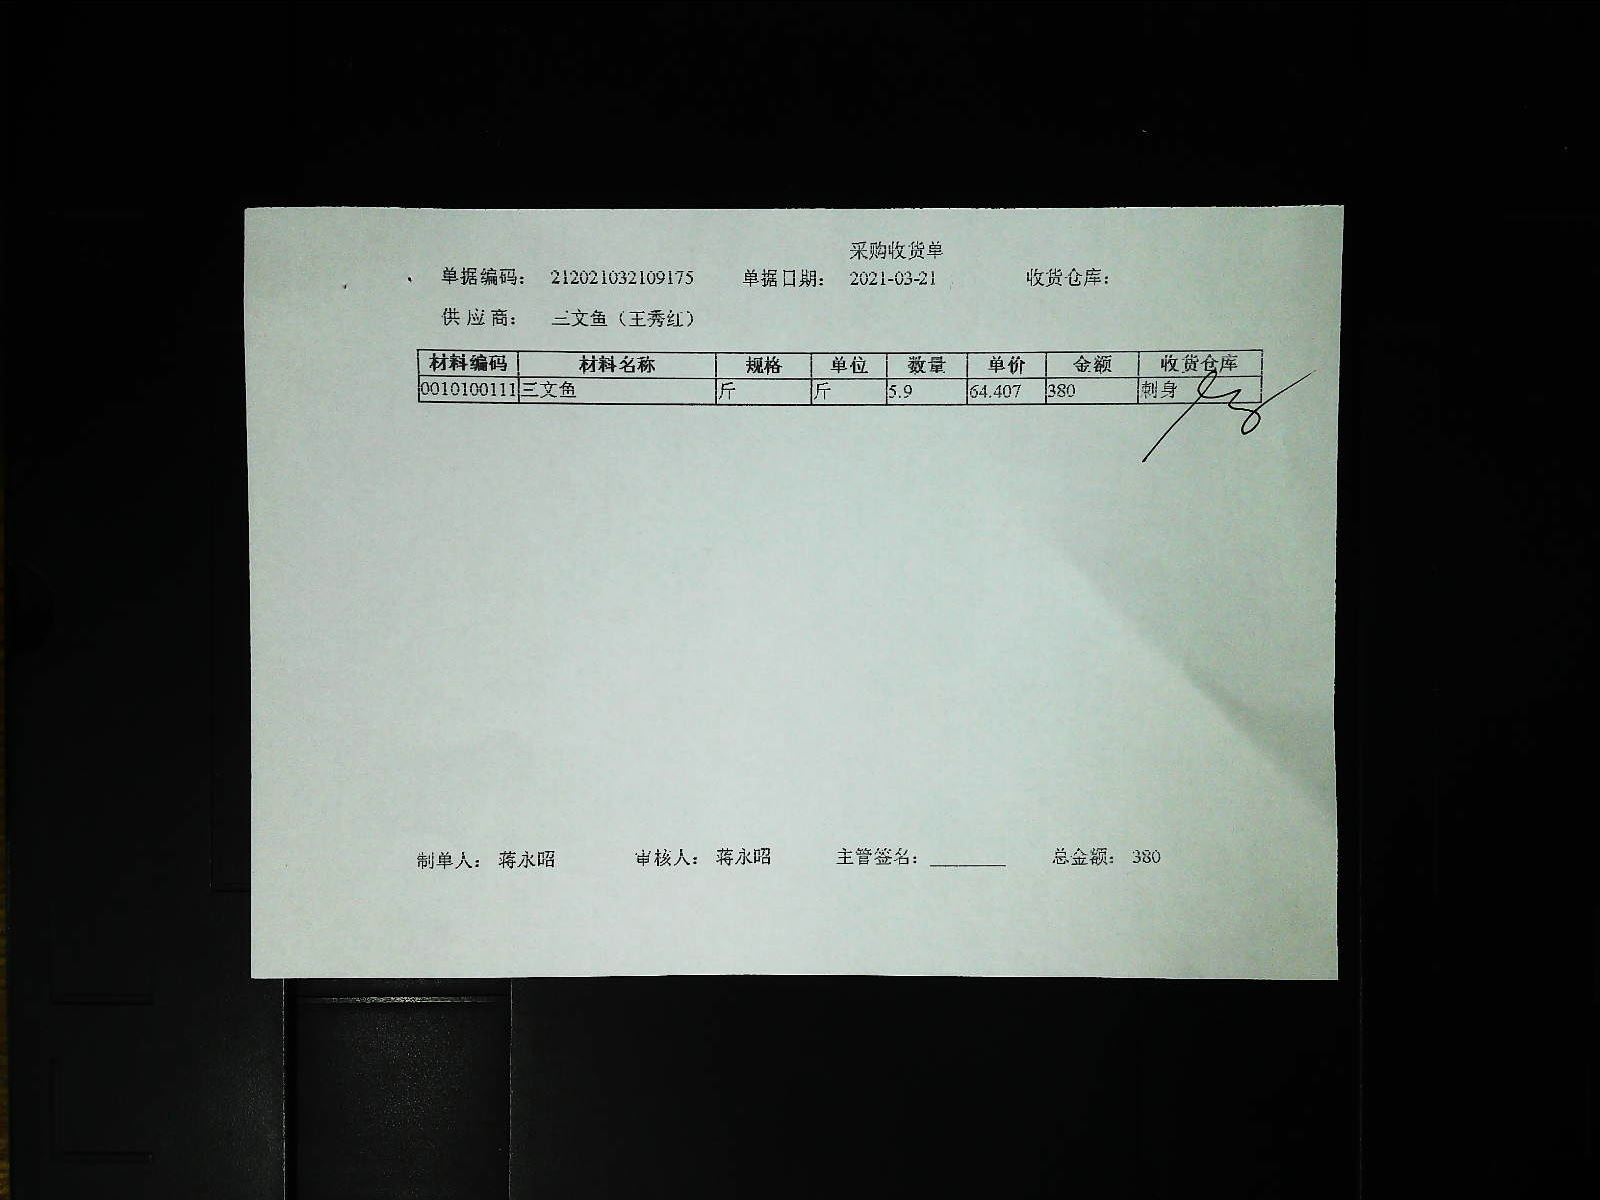 采购收货单
单据编码： 212021032109175 单据日期： 2021-03-21 收货仓库：
供应商： 三文鱼（王秀红）
材料编码 材料名称 规格 单位 数量 单价 金额 收货仓库
0010100111 三文鱼 斤 斤 5.9 64.407 380 刺身
制单人： 蒋永昭 审核人： 蒋永昭 主管签名： ________ 总金额： 380